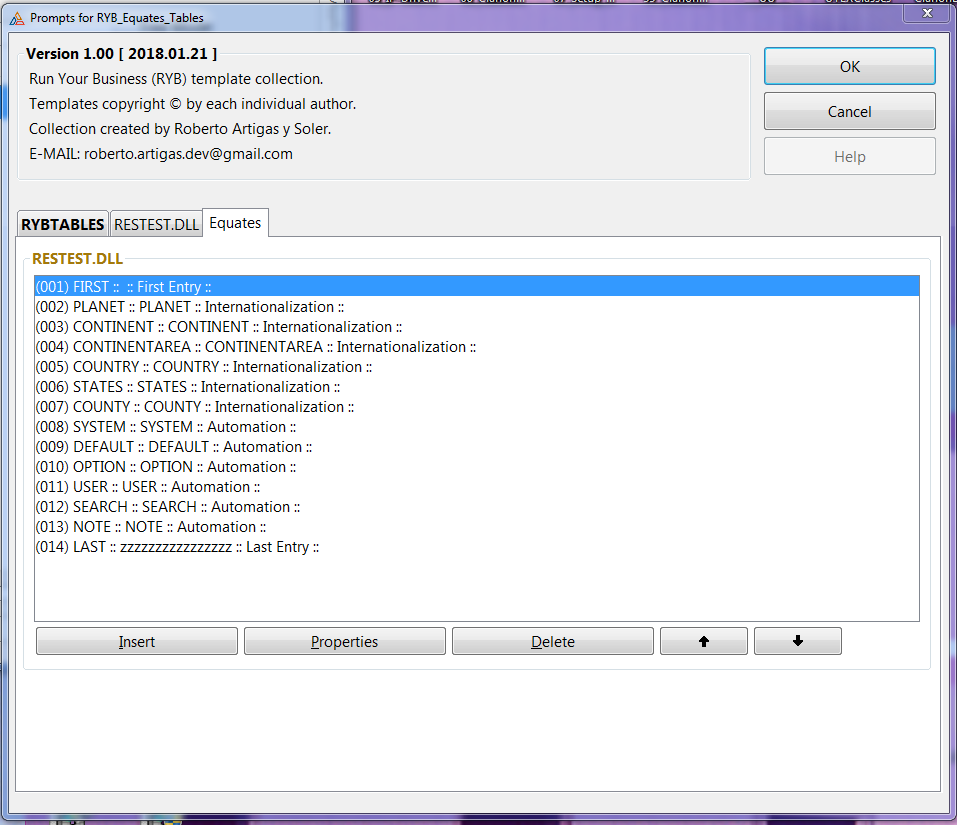 Prompts for RYB_Equates_Tables
Version 1.00 [ 2018.01.21 ]
Run Your Business (RYB) template collection.
Templates copyright © by each individual author.
Collection created by Roberto Artigas y Soler.
E-MAIL: roberto.artigas.dev@gmail.com
OK
Cancel
Help
RYBTABLES RESTEST.DLL Equates
RESTEST.DLL
(001) FIRST :: :: First Entry ::
(002) PLANET :: PLANET :: Internationalization ::
(003) CONTINENT :: CONTINENT :: Internationalization ::
(004) CONTINENTAREA :: CONTINENTAREA :: Internationalization ::
(005) COUNTRY :: COUNTRY :: Internationalization ::
(006) STATES :: STATES :: Internationalization ::
(007) COUNTY :: COUNTY :: Internationalization ::
(008) SYSTEM :: SYSTEM :: Automation ::
(009) DEFAULT :: DEFAULT :: Automation ::
(010) OPTION :: OPTION :: Automation ::
(011) USER :: USER :: Automation ::
(012) SEARCH :: SEARCH :: Automation ::
(013) NOTE :: NOTE :: Automation ::
(014) LAST :: zzzzzzzzzzzzzzzz :: Last Entry ::
Insert Properties Delete